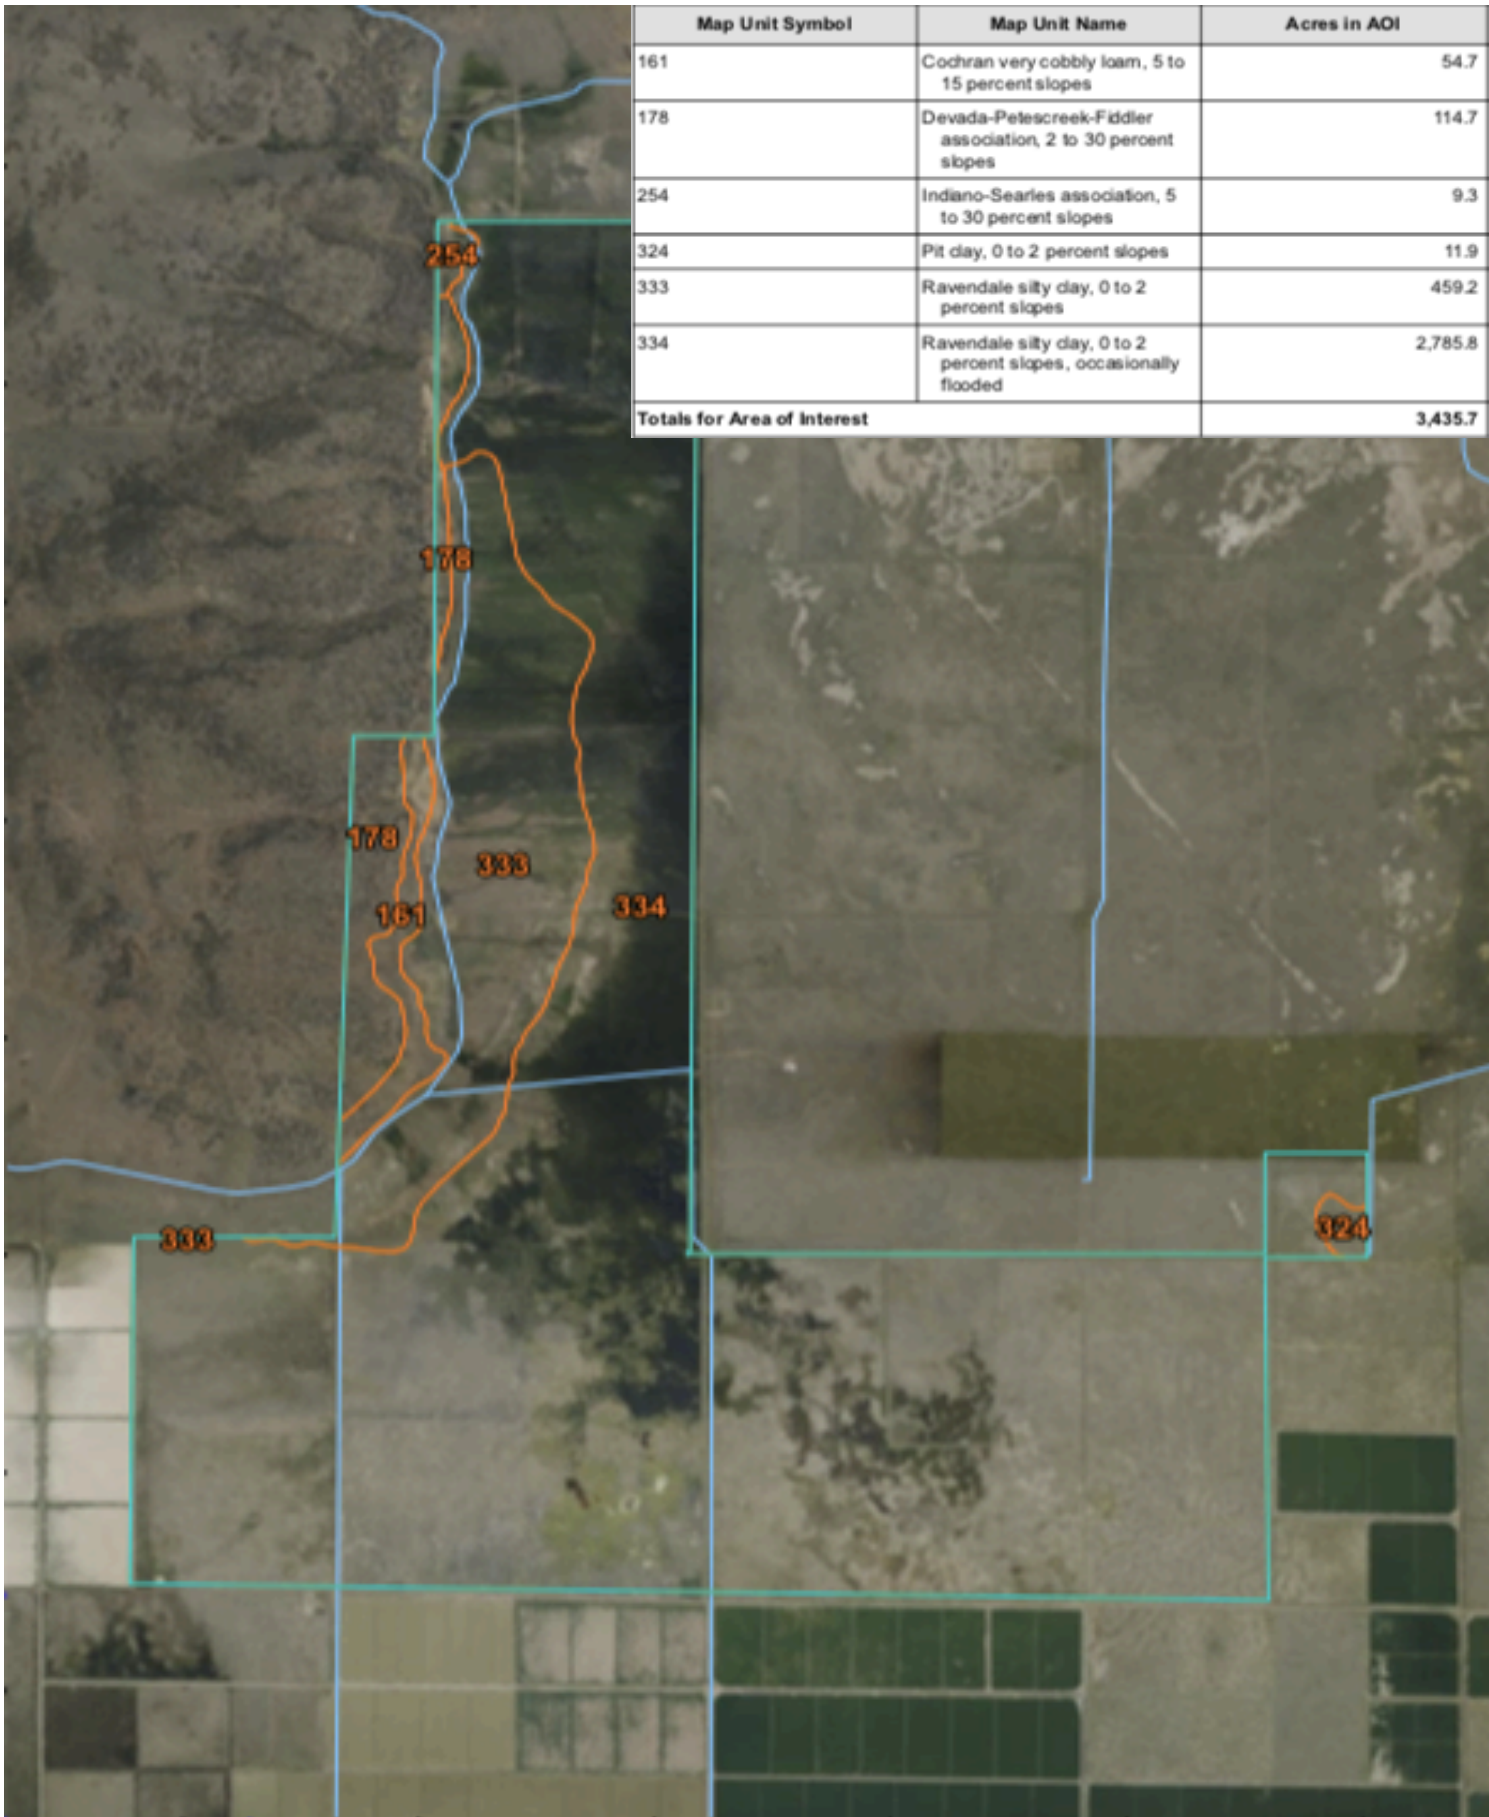 Map Unit Symbol Map Unit Name Acres in AOI
161 Cochran very cobbly loam, 5 to 54.7
15 percent slopes
178 Devada-Petescreek-Fiddler 114.7
association, 2 to 30 percent
slopes
254 Indiano-Searles association, 5 9.3
to 30 percent slopes
324 Pit clay, 0 to 2 percent slopes 11.9
333 Ravendale silty clay, 0 to 2 459.2
percent slopes
334 Ravendale silty clay, 0 to 2 2,785.8
percent slopes, occasionally
flooded
Totals for Area of Interest 3,435.7
254
178
178
333
161
334
324
333